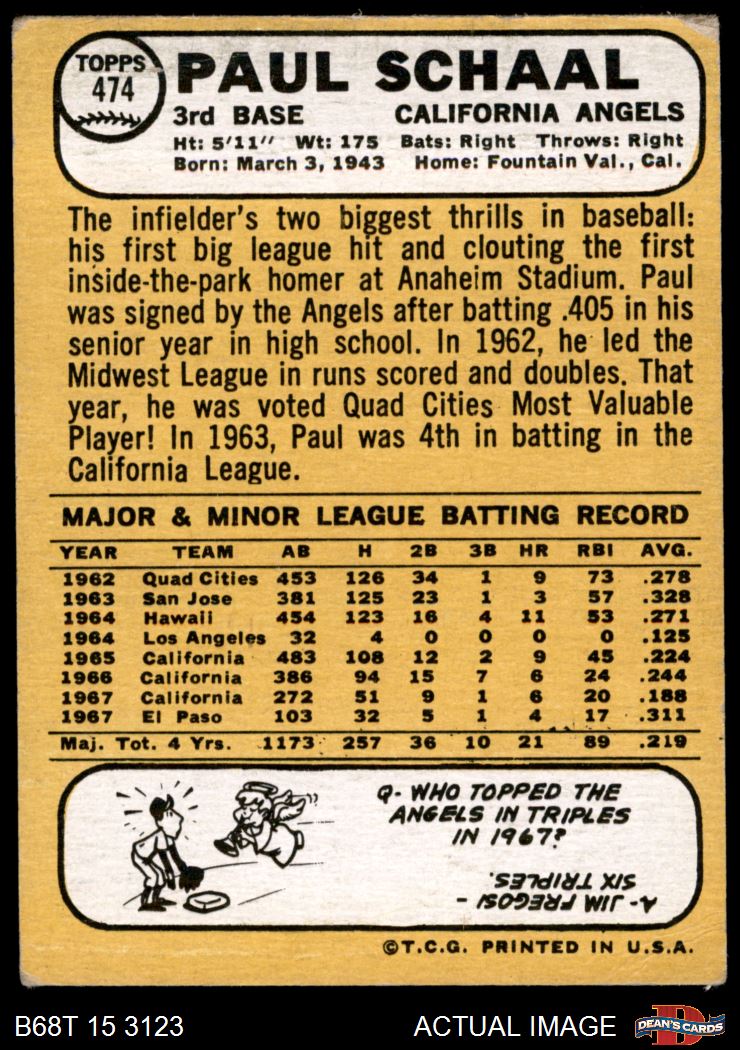 TOPPS
474
PAUL SCHAAL
3rd BASE CALIFORNIA ANGELS
Ht: 5'11" Wt: 175 Bats: Right Throws: Right
Born: March 3, 1943 Home: Fountain Val., Cal.
The infielder's two biggest thrills in baseball:
his first big league hit and clouting the first
inside-the-park homer at Anaheim Stadium. Paul
was signed by the Angels after batting .405 in his
senior year in high school. In 1962, he led the
Midwest League in runs scored and doubles. That
year, he was voted Quad Cities Most Valuable
Player! In 1963, Paul was 4th in batting in the
California League.
MAJOR & MINOR LEAGUE BATTING RECORD
YEAR TEAM AB H 2B 3B HR RBI AVG.
1962 Quad Cities 453 126 34 1 9 73 .278
1963 San Jose 381 125 23 1 3 57 .328
1964 Hawaii 454 123 16 4 11 53 .271
1964 Los Angeles 32 4 0 0 0 0 .125
1965 California 483 108 12 2 9 45 .224
1966 California 386 94 15 7 6 24 .244
1967 California 272 51 9 1 6 20 .188
1967 El Paso 103 32 5 1 4 17 .311
Maj. Tot. 4 Yrs. 1173 257 36 10 21 89 .219
Q- WHO TOPPED THE
ANGELS IN TRIPLES
IN 1967?
A- JIM FREGOSI -
SIX TRIPLES.
©T.C.G. PRINTED IN U.S.A.
B68T 15 3123 ACTUAL IMAGE DEAN'S CARDS